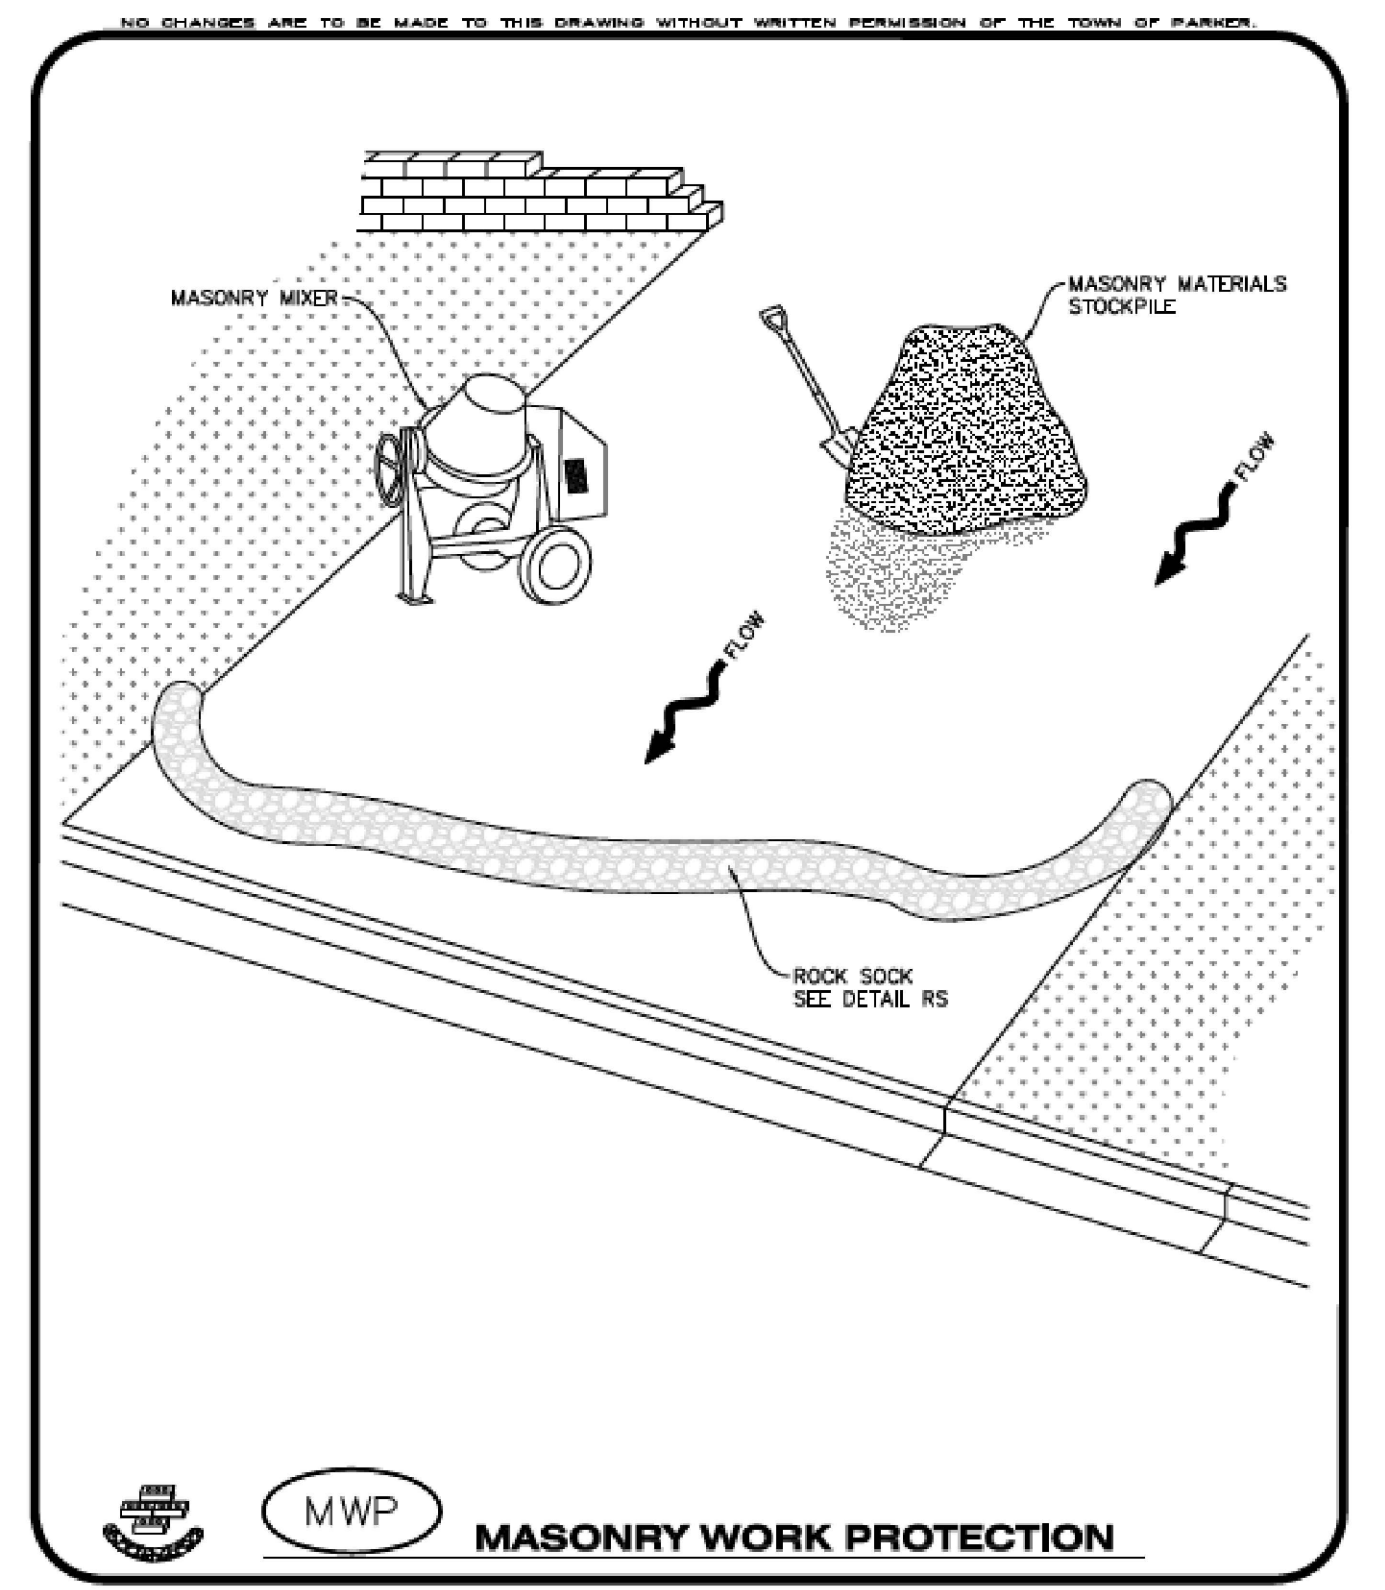 NO CHANGES ARE TO BE MADE TO THIS DRAWING WITHOUT WRITTEN PERMISSION OF THE TOWN OF PARKER.
MASONRY MIXER
MASONRY MATERIALS
STOCKPILE
FLOW
FLOW
ROCK SOCK
SEE DETAIL RS
MWP
MASONRY WORK PROTECTION